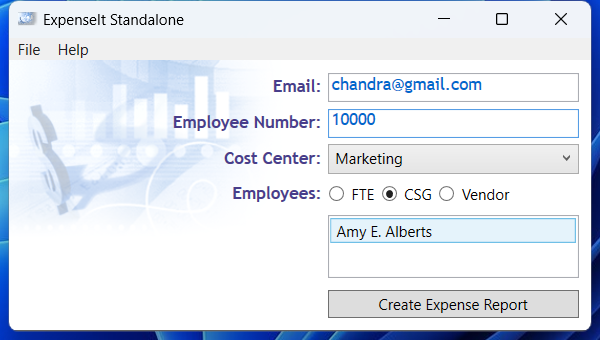 ExpenseIt Standalone
File Help
Email: chandra@gmail.com
Employee Number: 10000
Cost Center: Marketing
Employees: FTE CSG Vendor
Amy E. Alberts
Create Expense Report